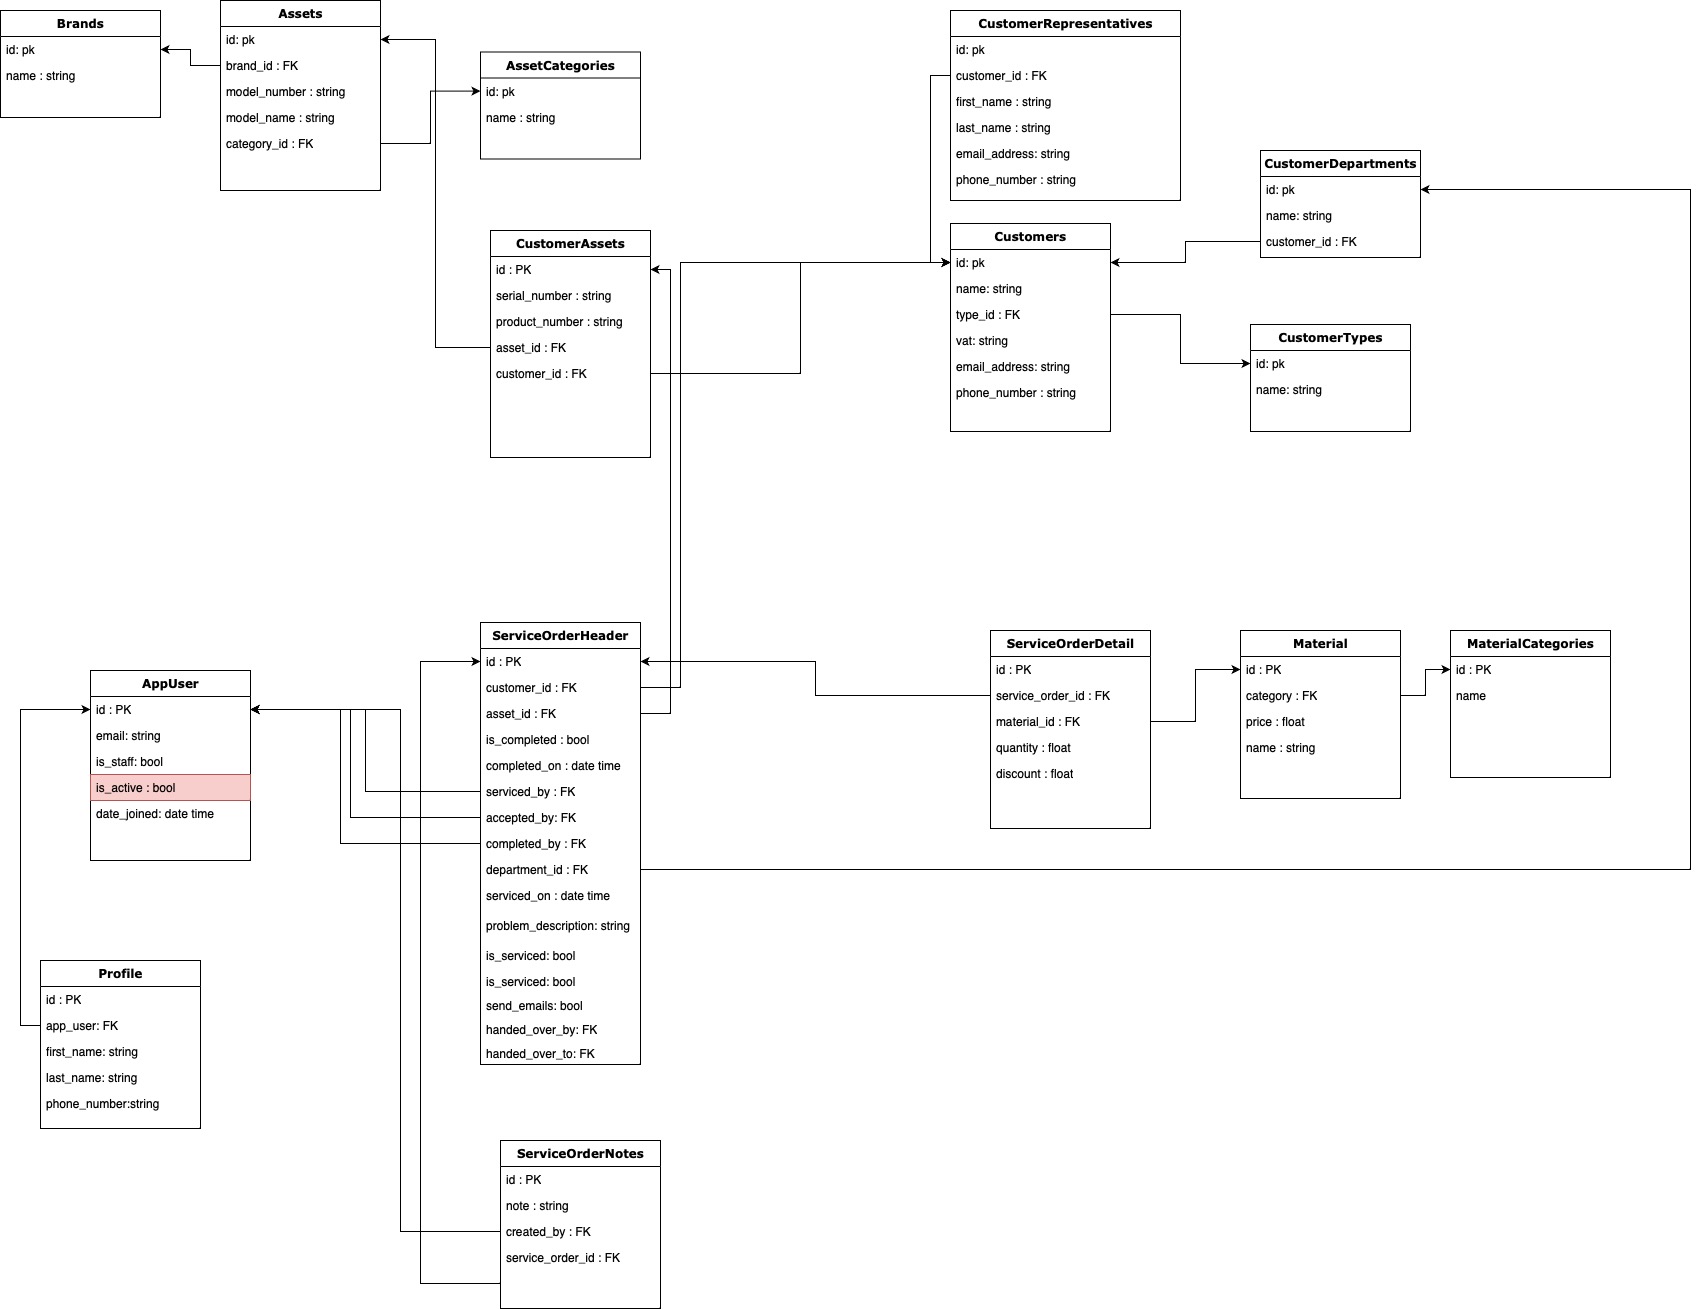 Brands
id: pk
name : string
Assets
id: pk
brand_id : FK
model_number : string
model_name : string
category_id : FK
AssetCategories
id: pk
name : string
CustomerRepresentatives
id: pk
customer_id : FK
first_name : string
last_name : string
email_address: string
phone_number : string
CustomerDepartments
id: pk
name: string
customer_id : FK
CustomerAssets
id : PK
serial_number : string
product_number : string
asset_id : FK
customer_id : FK
Customers
id: pk
name: string
type_id : FK
vat: string
email_address: string
phone_number : string
CustomerTypes
id: pk
name: string
AppUser
id : PK
email: string
is_staff: bool
is_active : bool
date_joined: date time
ServiceOrderHeader
id : PK
customer_id : FK
asset_id : FK
is_completed : bool
completed_on : date time
serviced_by : FK
accepted_by: FK
completed_by : FK
department_id : FK
serviced_on : date time
problem_description: string
is_serviced: bool
is_serviced: bool
send_emails: bool
handed_over_by: FK
handed_over_to: FK
ServiceOrderDetail
id : PK
service_order_id : FK
material_id : FK
quantity : float
discount : float
Material
id : PK
category : FK
price : float
name : string
MaterialCategories
id : PK
name
Profile
id : PK
app_user: FK
first_name: string
last_name: string
phone_number:string
ServiceOrderNotes
id : PK
note : string
created_by : FK
service_order_id : FK